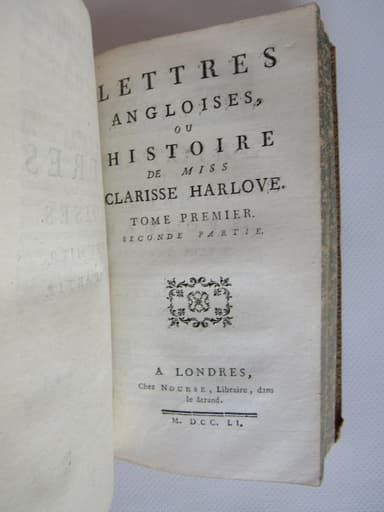 LETTRES
ANGLOISES,
OU
HISTOIRE
DE MISS
CLARISSE HARLOVE.
TOME PREMIER.
SECONDE PARTIE.
A LONDRES,
Chez NOURSE, Libraire, dans
le Strand.
M. DCC. LI.